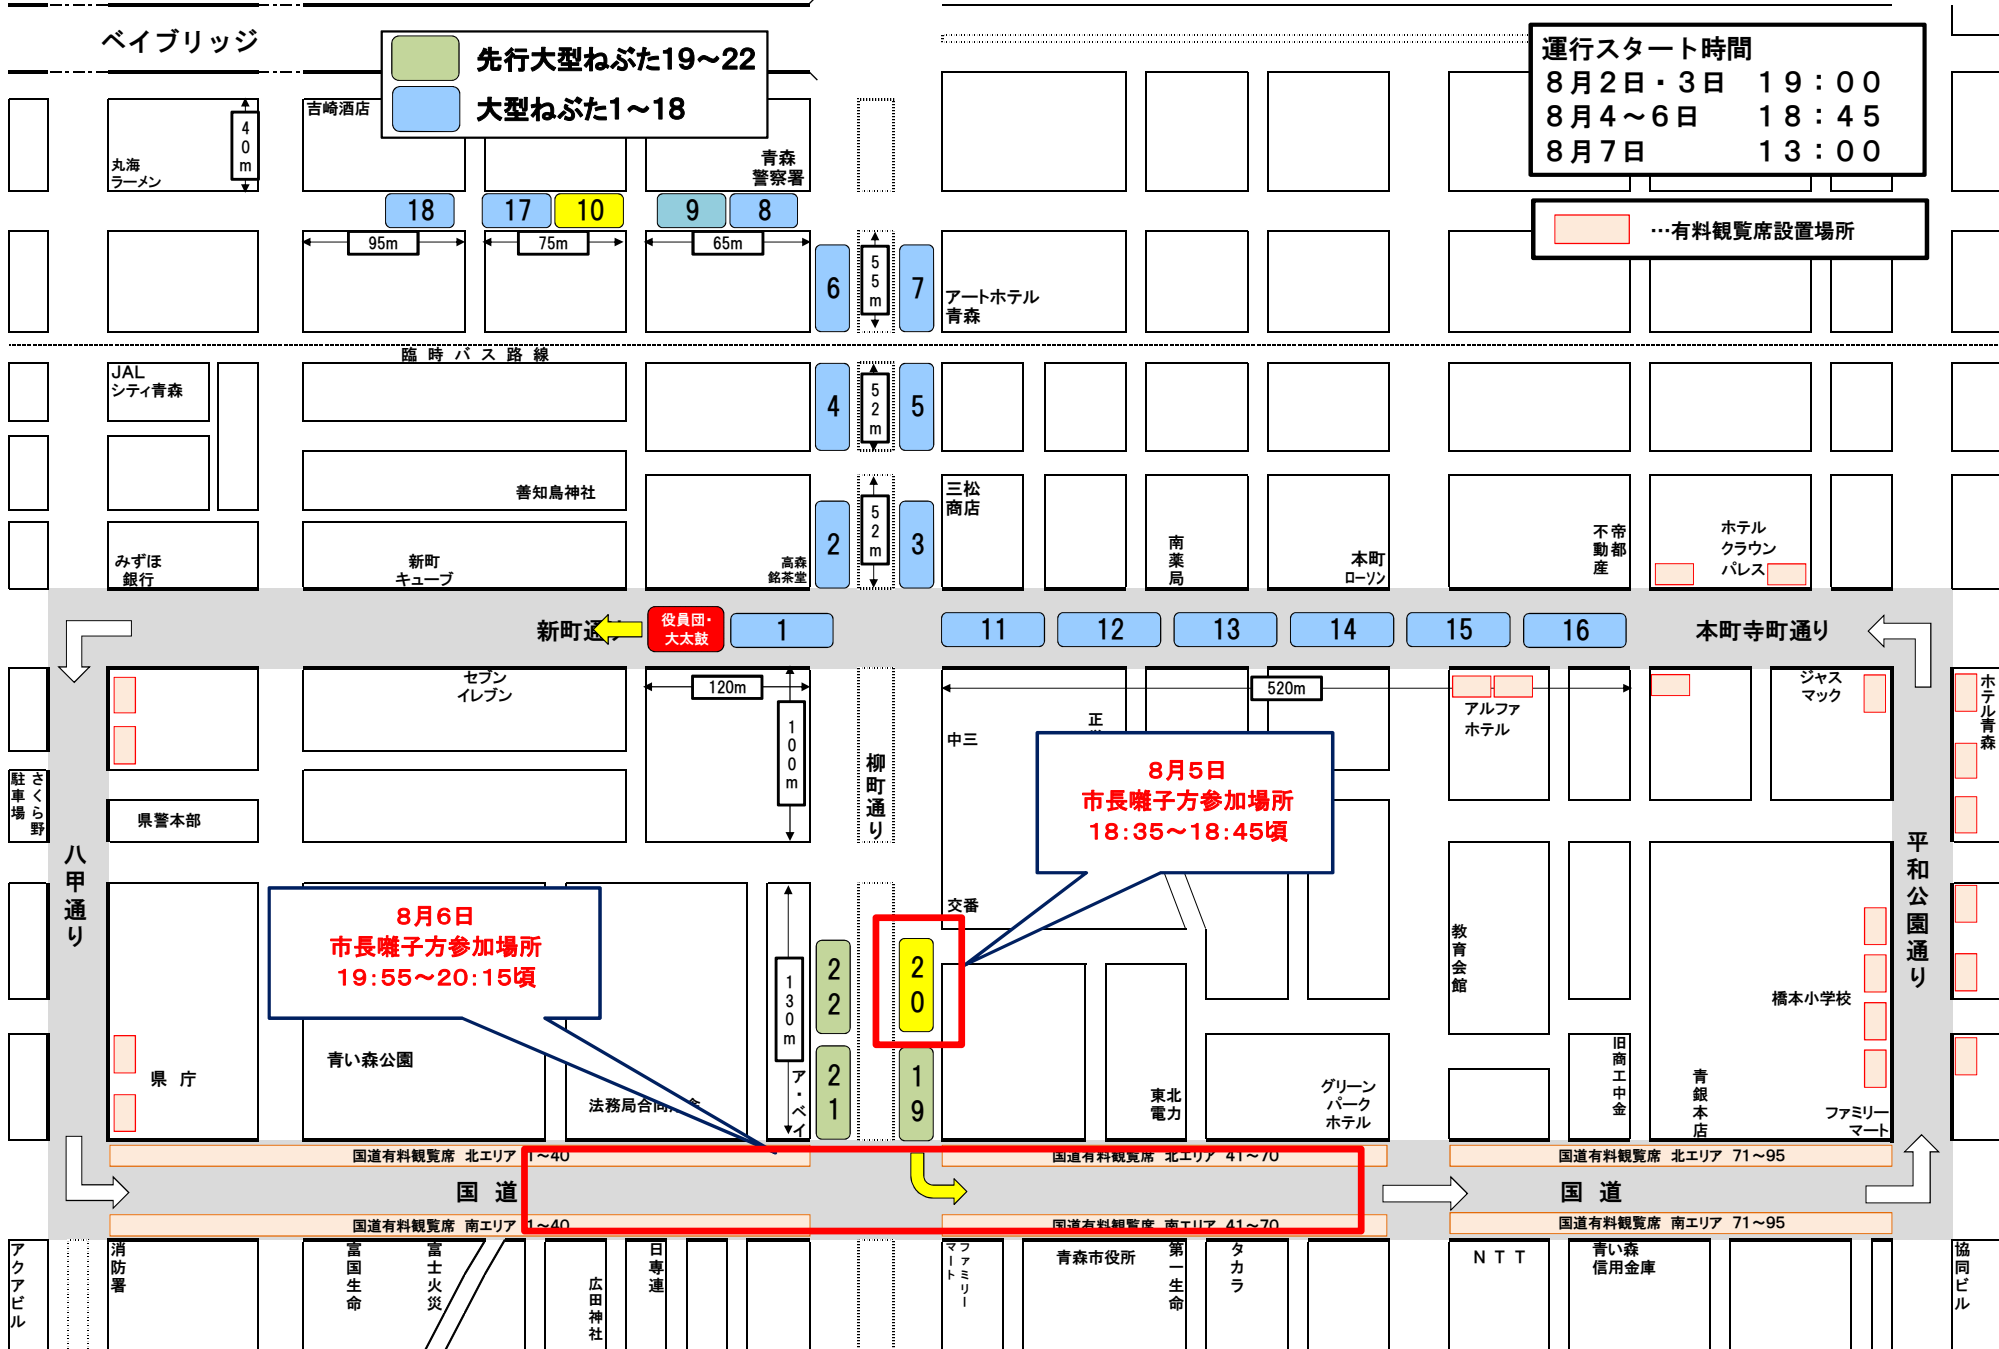 ベイブリッジ
先行大型ねぶた19～22
大型ねぶた1～18
運行スタート時間
8月2日・3日　19：00
8月4～6日　18：45
8月7日　13：00
…有料観覧席設置場所
吉崎酒店
40m
丸海
ラーメン
青森
警察署
18
17
10
9
8
95m
75m
65m
6
55m
7
アートホテル
青森
臨時バス路線
JAL
シティ青森
4
52m
5
善知鳥神社
三松
商店
2
52m
3
みずほ
銀行
新町
キューブ
高森
銘茶堂
南薬局
本町
ローソン
帝都
不動産
ホテル
クラウン
パレス
新町通り
役員団・
大太鼓
1
11
12
13
14
15
16
本町寺町通り
セブン
イレブン
120m
100m
520m
アルファ
ホテル
ジャス
マック
ホテル青森
中三
正
柳町通り
さくら野
駐車場
県警本部
8月5日
市長囃子方参加場所
18：35～18：45頃
八甲通り
平和公園通り
8月6日
市長囃子方参加場所
19：55～20：15頃
交番
教育会館
22
20
130m
橋本小学校
県庁
青い森公園
法務局合同
ア・ベイ
21
19
東北
電力
グリーン
パーク
ホテル
旧商工中金
青銀本店
ファミリー
マート
国道有料観覧席 北エリア 1～40
国道有料観覧席 北エリア 41～70
国道有料観覧席 北エリア 71～95
国道
国道
国道有料観覧席 南エリア 1～40
国道有料観覧席 南エリア 41～70
国道有料観覧席 南エリア 71～95
アクアビル
消防署
富国生命
富士火災
広田神社
日専連
ファミリー
マート
青森市役所
第一生命
タカラ
NTT
青い森
信用金庫
協同ビル